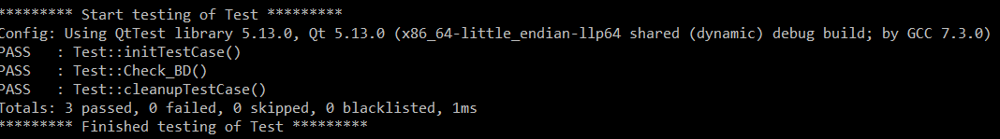 ********* Start testing of Test *********
Config: Using QtTest library 5.13.0, Qt 5.13.0 (x86_64-little_endian-llp64 shared (dynamic) debug build; by GCC 7.3.0)
PASS   : Test::initTestCase()
PASS   : Test::Check_BD()
PASS   : Test::cleanupTestCase()
Totals: 3 passed, 0 failed, 0 skipped, 0 blacklisted, 1ms
********* Finished testing of Test *********